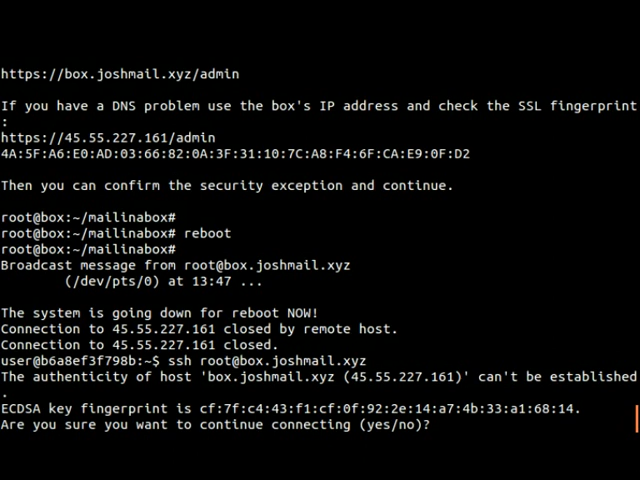 https://box.joshmail.xyz/admin
If you have a DNS problem use the box's IP address and check the SSL fingerprint
:
https://45.55.227.161/admin
4A:5F:A6:E0:AD:03:66:82:0A:3F:31:10:7C:A8:F4:6F:CA:E9:0F:D2
Then you can confirm the security exception and continue.
root@box:~/mailinabox#
root@box:~/mailinabox# reboot
root@box:~/mailinabox#
Broadcast message from root@box.joshmail.xyz
(/dev/pts/0) at 13:47 ...
The system is going down for reboot NOW!
Connection to 45.55.227.161 closed by remote host.
Connection to 45.55.227.161 closed.
user@b6a8ef3f798b:~$ ssh root@box.joshmail.xyz
The authenticity of host 'box.joshmail.xyz (45.55.227.161)' can't be established
.
ECDSA key fingerprint is cf:7f:c4:43:f1:cf:0f:92:2e:14:a7:4b:33:a1:68:14.
Are you sure you want to continue connecting (yes/no)?